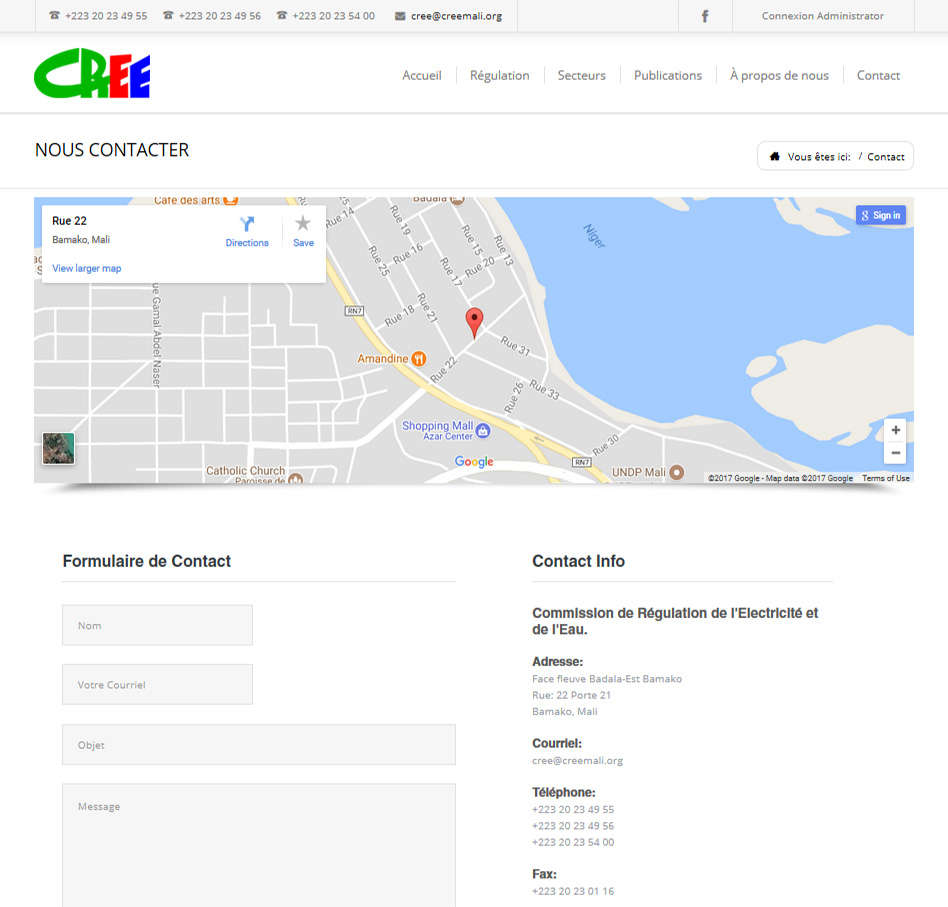 +223 20 23 49 55
+223 20 23 49 56
+223 20 23 54 00
cree@creemali.org
f
Connexion Administrator
CREE
Accueil
Régulation
Secteurs
Publications
À propos de nous
Contact
NOUS CONTACTER
Vous êtes ici: / Contact
Café des arts
Badala
Rue 22
Bamako, Mali
View larger map
Directions
Save
8 Sign in
Rue 14
Rue 19
Rue 15
Rue 13
Rue 16
Rue 25
Rue 17
Rue 20
Niger
ue Gamal Abdel Naser
RN7
Rue 18
Rue 21
Rue 31
Amandine
Rue 22
Rue 26
Rue 33
Shopping Mall
Azar Center
Rue 30
RN7
Google
Catholic Church
Paroisse de
UNDP Mali
+
−
©2017 Google - Map data ©2017 Google
Terms of Use
Formulaire de Contact
Nom
Votre Courriel
Objet
Message
Contact Info
Commission de Régulation de l'Electricité et
de l'Eau.
Adresse:
Face fleuve Badala-Est Bamako
Rue: 22 Porte 21
Bamako, Mali
Courriel:
cree@creemali.org
Téléphone:
+223 20 23 49 55
+223 20 23 49 56
+223 20 23 54 00
Fax:
+223 20 23 01 16